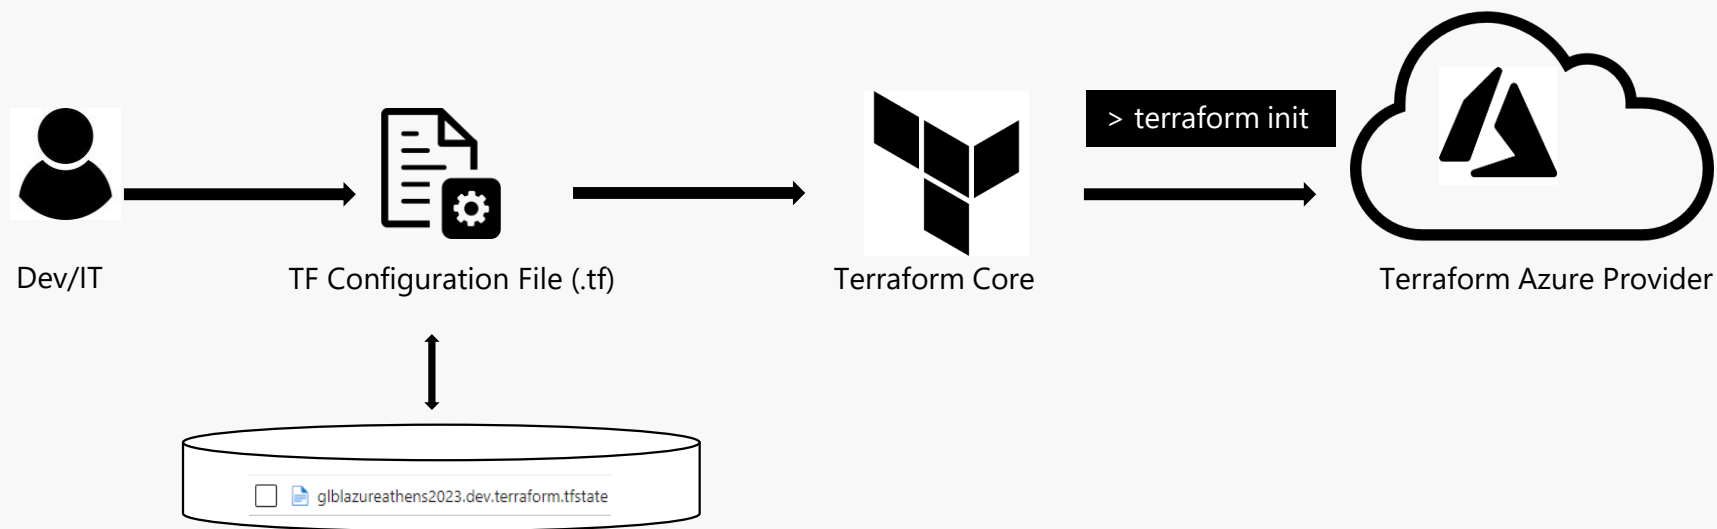 > terraform init
Dev/IT
TF Configuration File (.tf)
Terraform Core
Terraform Azure Provider
glblazureathens2023.dev.terraform.tfstate